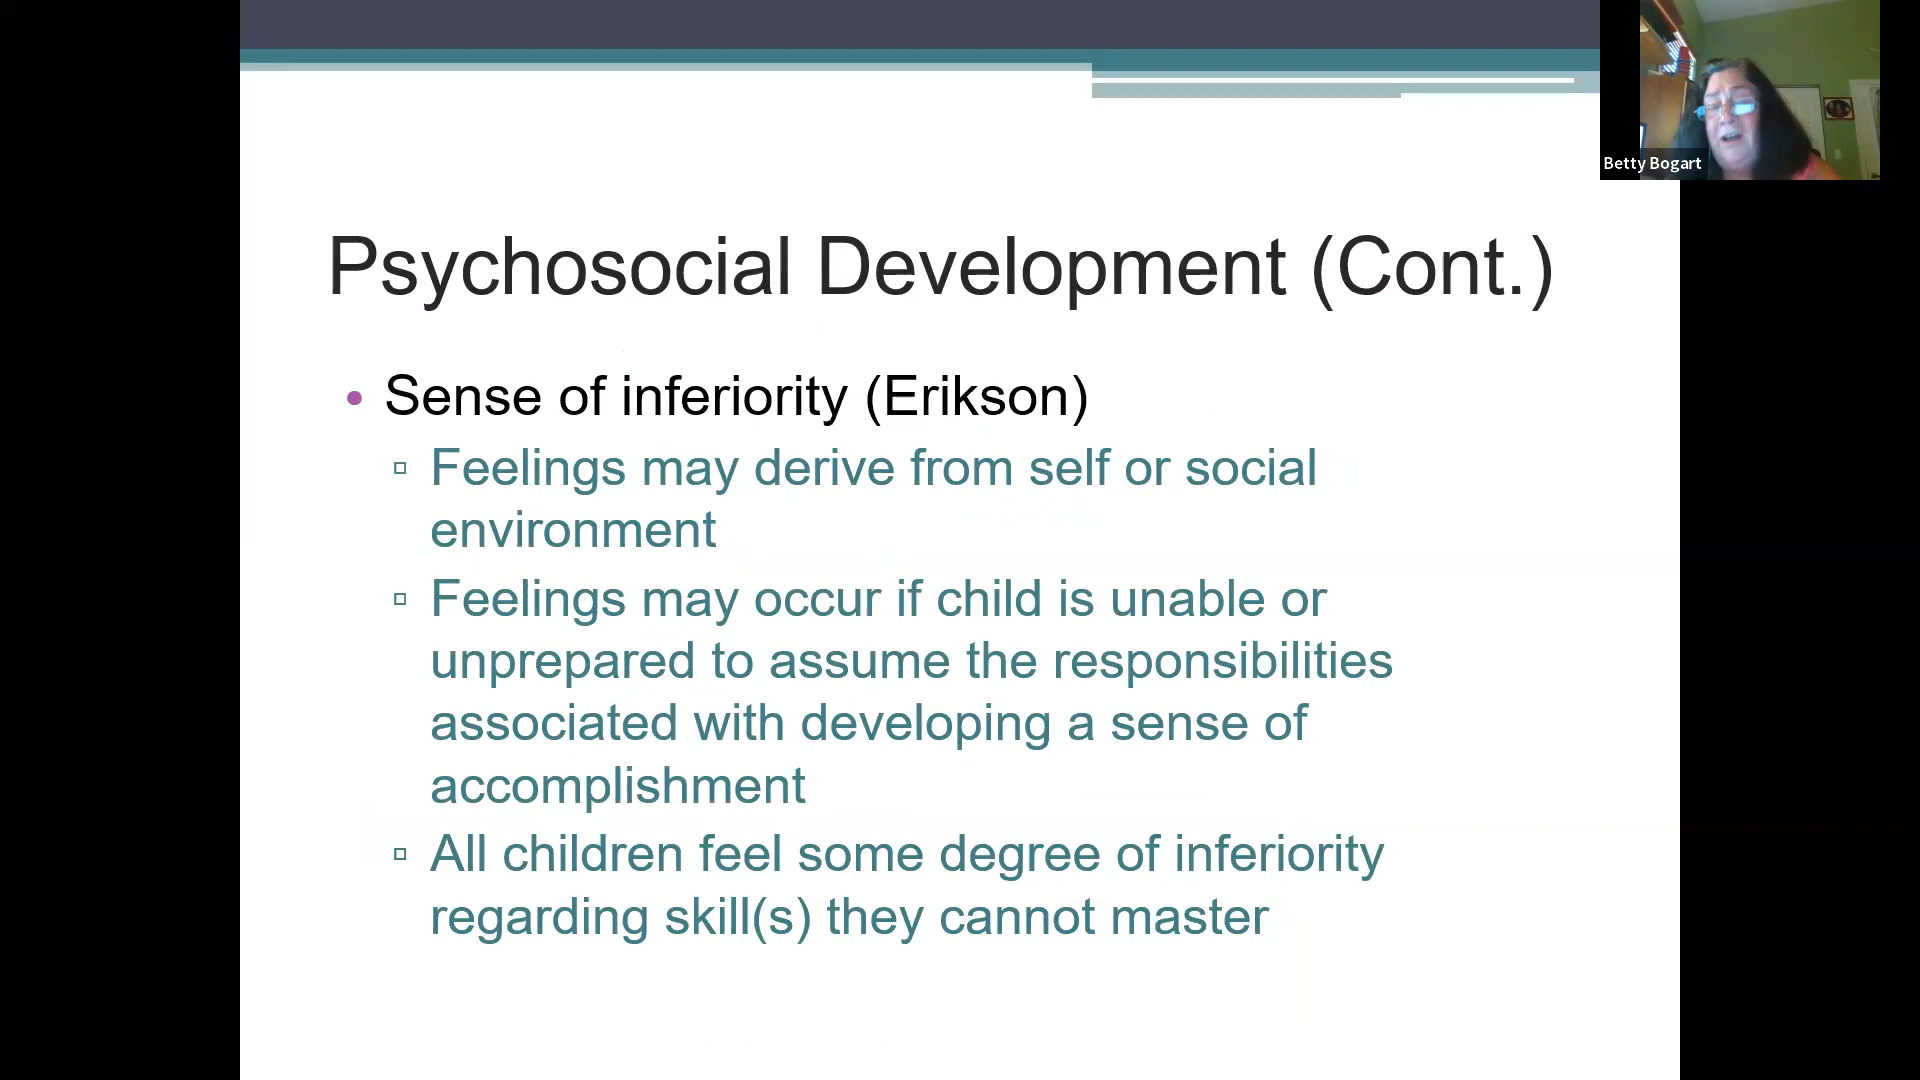 Betty Bogart
Psychosocial Development (Cont.)
• Sense of inferiority (Erikson)
▫ Feelings may derive from self or social
environment
▫ Feelings may occur if child is unable or
unprepared to assume the responsibilities
associated with developing a sense of
accomplishment
▫ All children feel some degree of inferiority
regarding skill(s) they cannot master